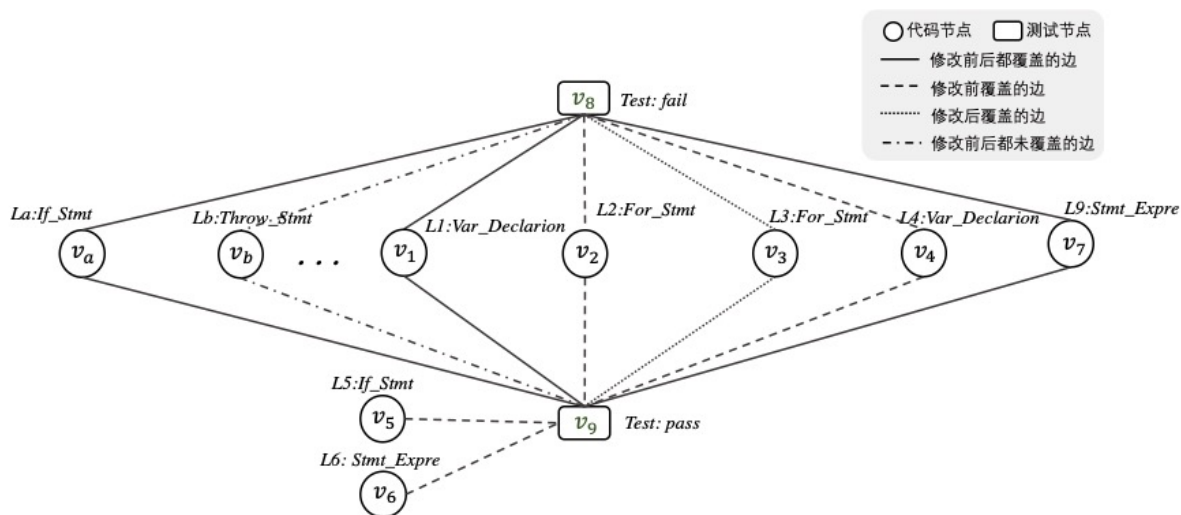 代码节点 测试节点
修改前后都覆盖的边
修改前覆盖的边
修改后覆盖的边
修改前后都未覆盖的边
v8 Test: fail
La:If_Stmt
Lb:Throw_Stmt
L1:Var_Declarion
L2:For_Stmt
L3:For_Stmt
L4:Var_Declarion
L9:Stmt_Expre
va vb ... v1 v2 v3 v4 v7
L5:If_Stmt
v5
v9 Test: pass
L6: Stmt_Expre
v6